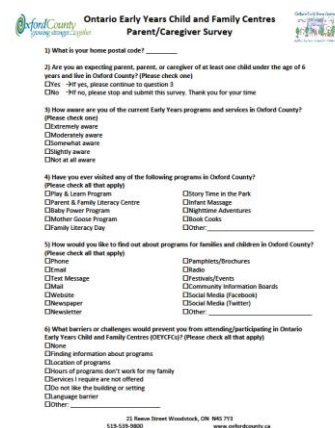 OxfordCounty
growing stronger...together
Ontario Early Years Child and Family Centres
Parent/Caregiver Survey
1) What is your home postal code? ________
2) Are you an expecting parent, parent, or caregiver of at least one child under the age of 6
years and live in Oxford County? (Please check one)
☐Yes →If yes, please continue to question 3
☐No →If no, please stop and submit this survey. Thank you for your time
3) How aware are you of the current Early Years programs and services in Oxford County?
(Please check one)
☐Extremely aware
☐Moderately aware
☐Somewhat aware
☐Slightly aware
☐Not at all aware
4) Have you ever visited any of the following programs in Oxford County?
(Please check all that apply)
☐Play & Learn Program
☐Parent & Family Literacy Centre
☐Baby Power Program
☐Mother Goose Program
☐Family Literacy Day
☐Story Time in the Park
☐Infant Massage
☐Nighttime Adventures
☐Book Cooks
☐Other:
5) How would you like to find out about programs for families and children in Oxford County?
(Please check all that apply)
☐Phone
☐Email
☐Text Message
☐Mail
☐Website
☐Newspaper
☐Newsletter
☐Pamphlets/Brochures
☐Radio
☐Festivals/Events
☐Community Information Boards
☐Social Media (Facebook)
☐Social Media (Twitter)
☐Other:
6) What barriers or challenges would prevent you from attending/participating in Ontario
Early Years Child and Family Centres (OEYCFCs)? (Please check all that apply)
☐None
☐Finding information about programs
☐Location of programs
☐Hours of programs don't work for my family
☐Services I require are not offered
☐Do not like the building or setting
☐Language barrier
☐Other:
21 Reeve Street Woodstock, ON N4S 7Y3
519-539-9800 www.oxfordcounty.ca